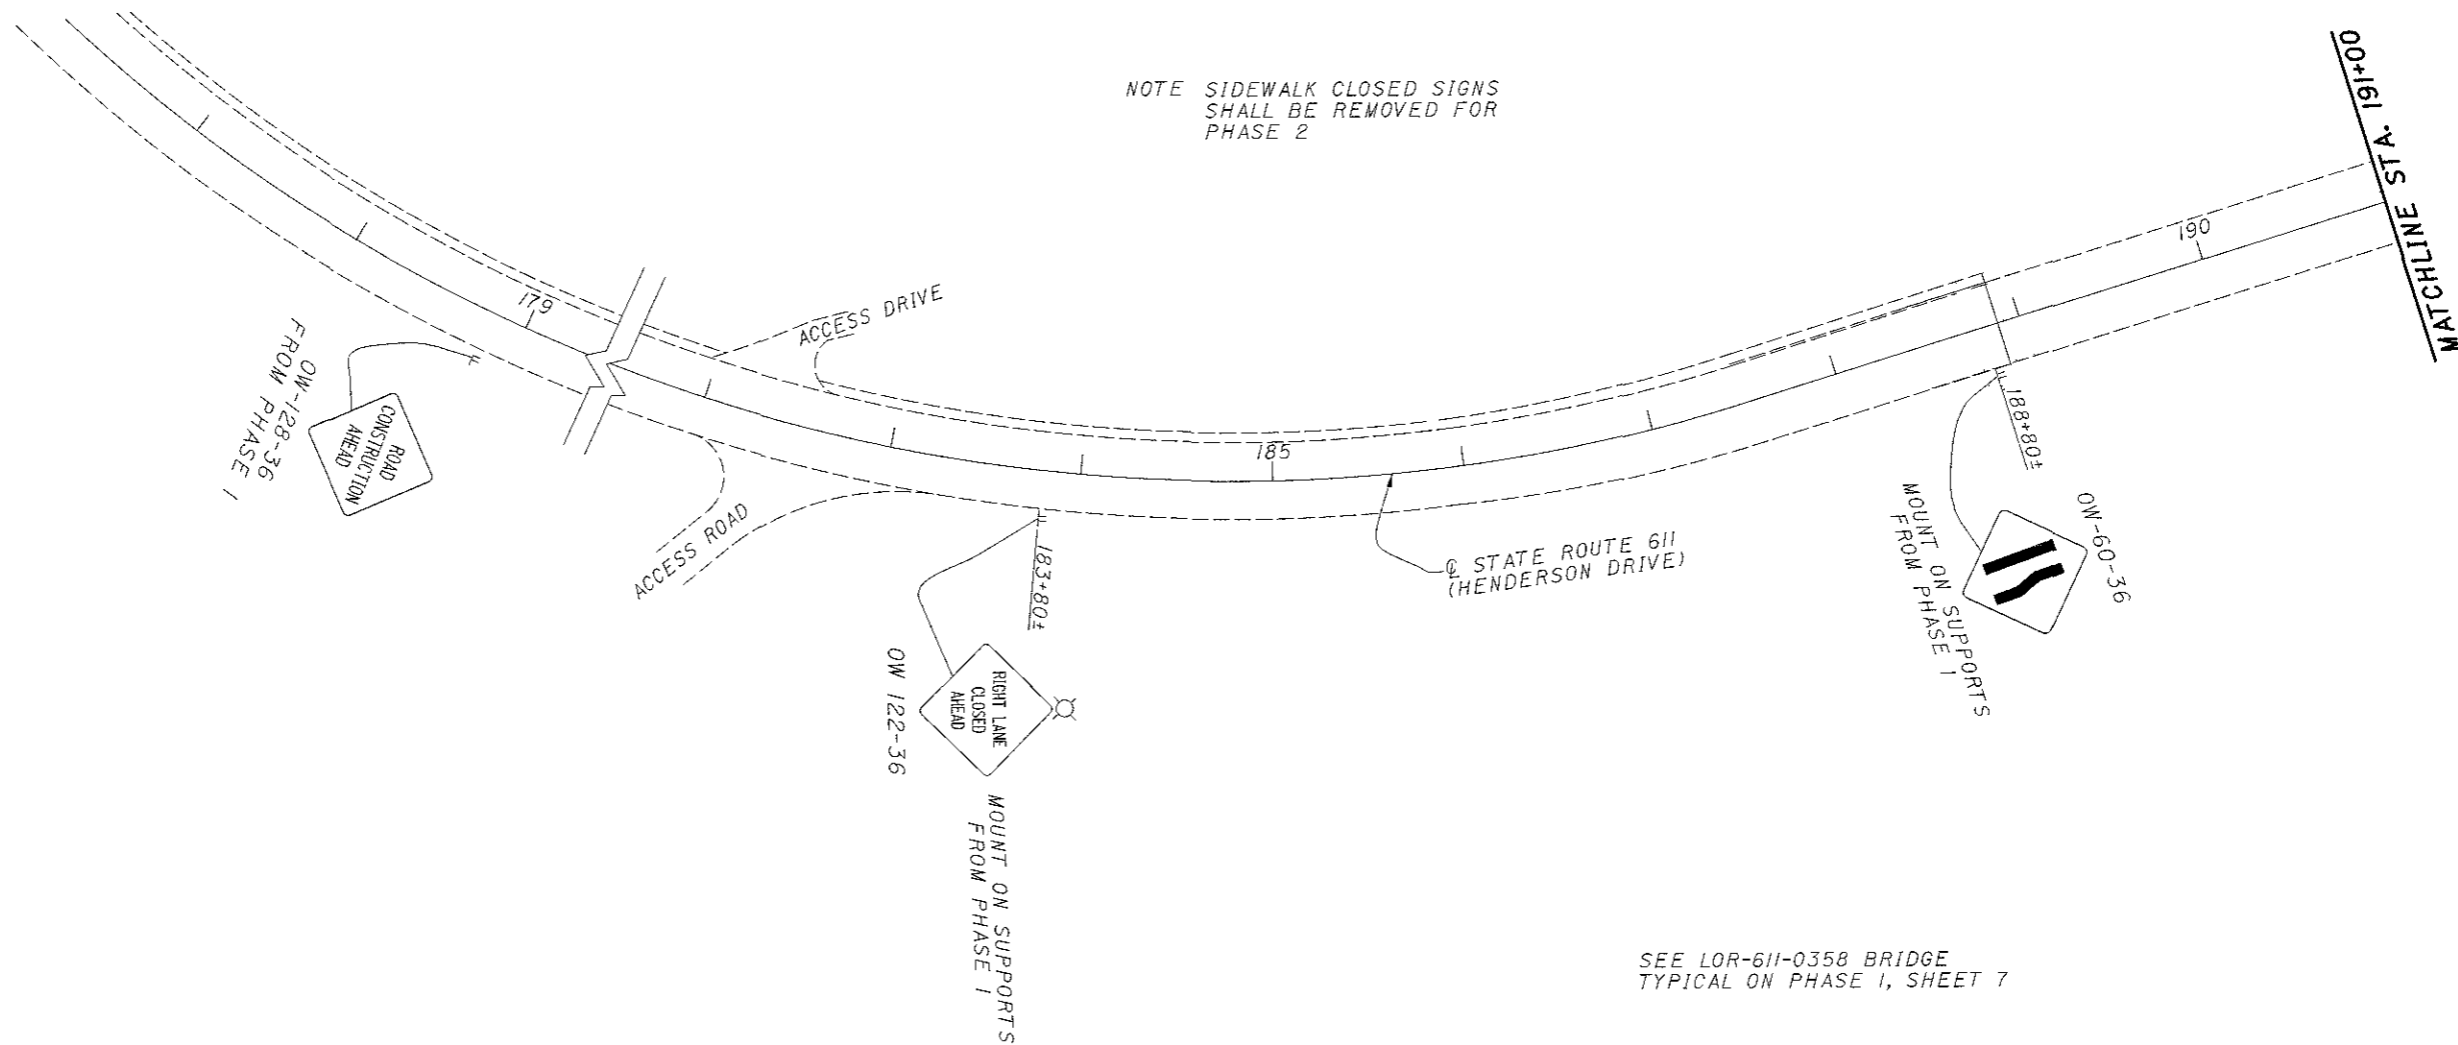 NOTE SIDEWALK CLOSED SIGNS
SHALL BE REMOVED FOR
PHASE 2
MATCHLINE STA. 191+00
190
179
ACCESS DRIVE
185
188+80±
OW-128-36
FROM PHASE 1
ROAD
CONSTRUCTION
AHEAD
ACCESS ROAD
183+80±
℄ STATE ROUTE 611
(HENDERSON DRIVE)
OW-60-36
MOUNT ON SUPPORTS
FROM PHASE 1
OW 122-36
RIGHT LANE
CLOSED
AHEAD
MOUNT ON SUPPORTS
FROM PHASE 1
SEE LOR-611-0358 BRIDGE
TYPICAL ON PHASE 1, SHEET 7